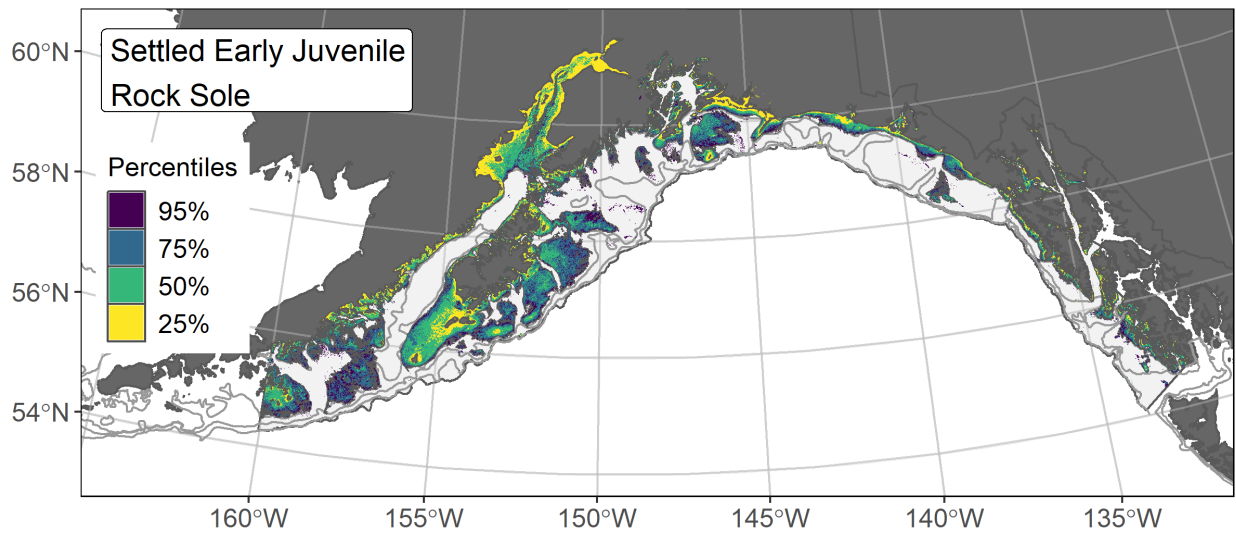 Settled Early Juvenile
Rock Sole
Percentiles
95%
75%
50%
25%
60°N
58°N
56°N
54°N
160°W
155°W
150°W
145°W
140°W
135°W